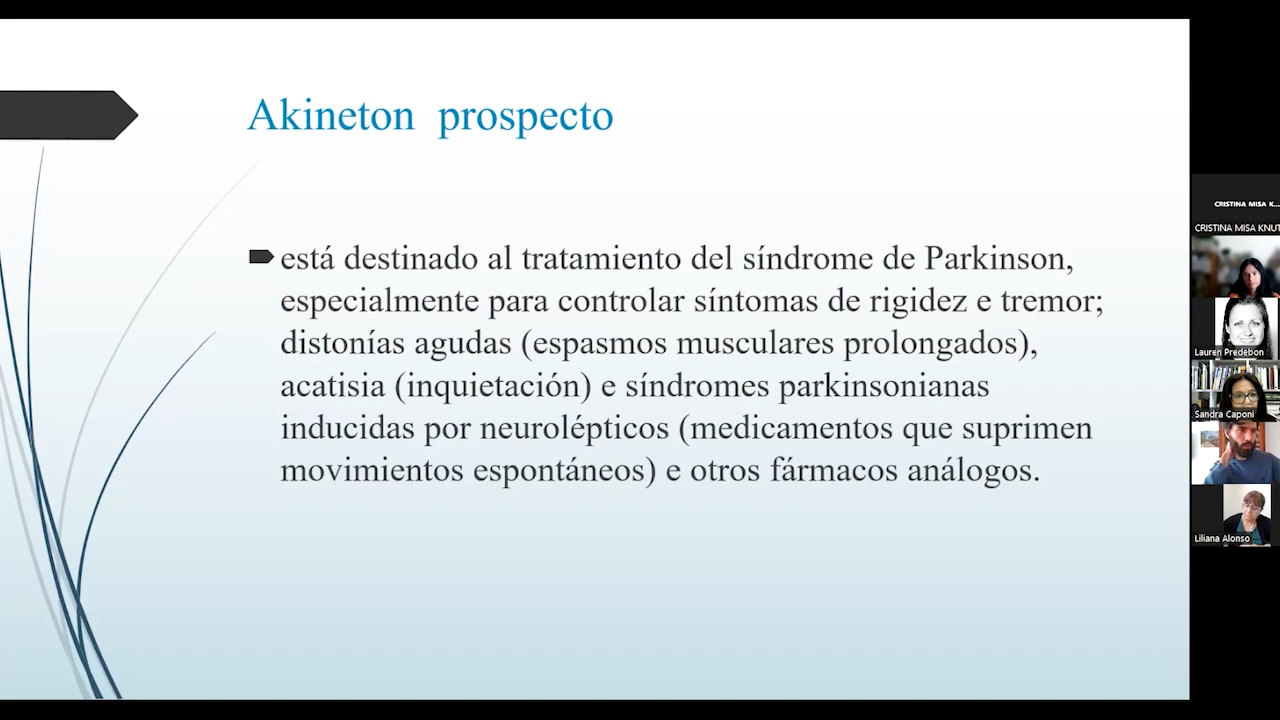 Akineton prospecto
está destinado al tratamiento del síndrome de Parkinson,
especialmente para controlar síntomas de rigidez e tremor;
distonías agudas (espasmos musculares prolongados),
acatisia (inquietación) e síndromes parkinsonianas
inducidas por neurolépticos (medicamentos que suprimen
movimientos espontáneos) e otros fármacos análogos.
CRISTINA MISA K...
CRISTINA MISA KNUT
Lauren Predebon
Sandra Caponi
Liliana Alonso